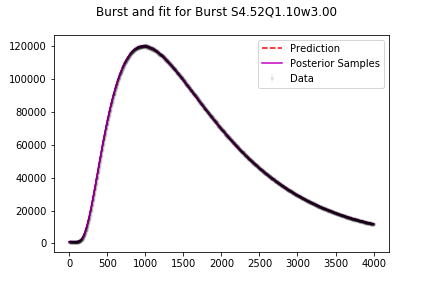 Burst and fit for Burst S4.52Q1.10w3.00
120000
100000
80000
60000
40000
20000
0
Prediction
Posterior Samples
Data
0 500 1000 1500 2000 2500 3000 3500 4000